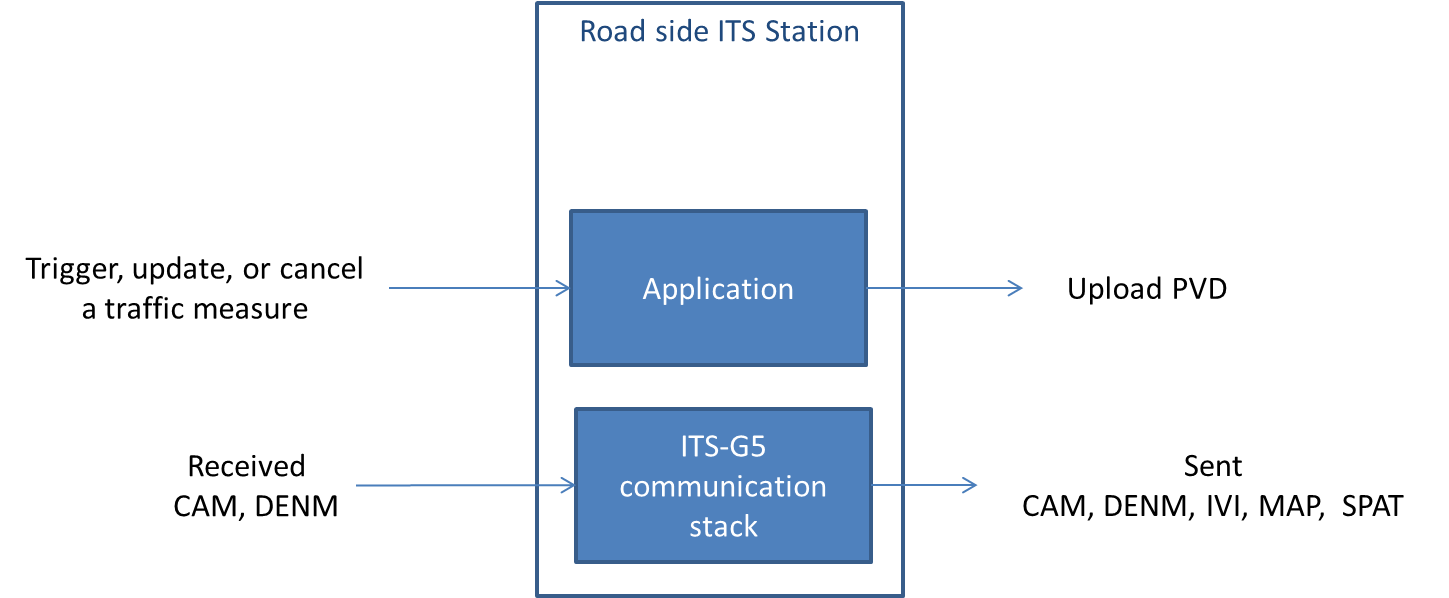 Road side ITS Station
Trigger, update, or cancel
a traffic measure
Application
Upload PVD
Received
CAM, DENM
ITS-G5
communication
stack
Sent
CAM, DENM, IVI, MAP,  SPAT